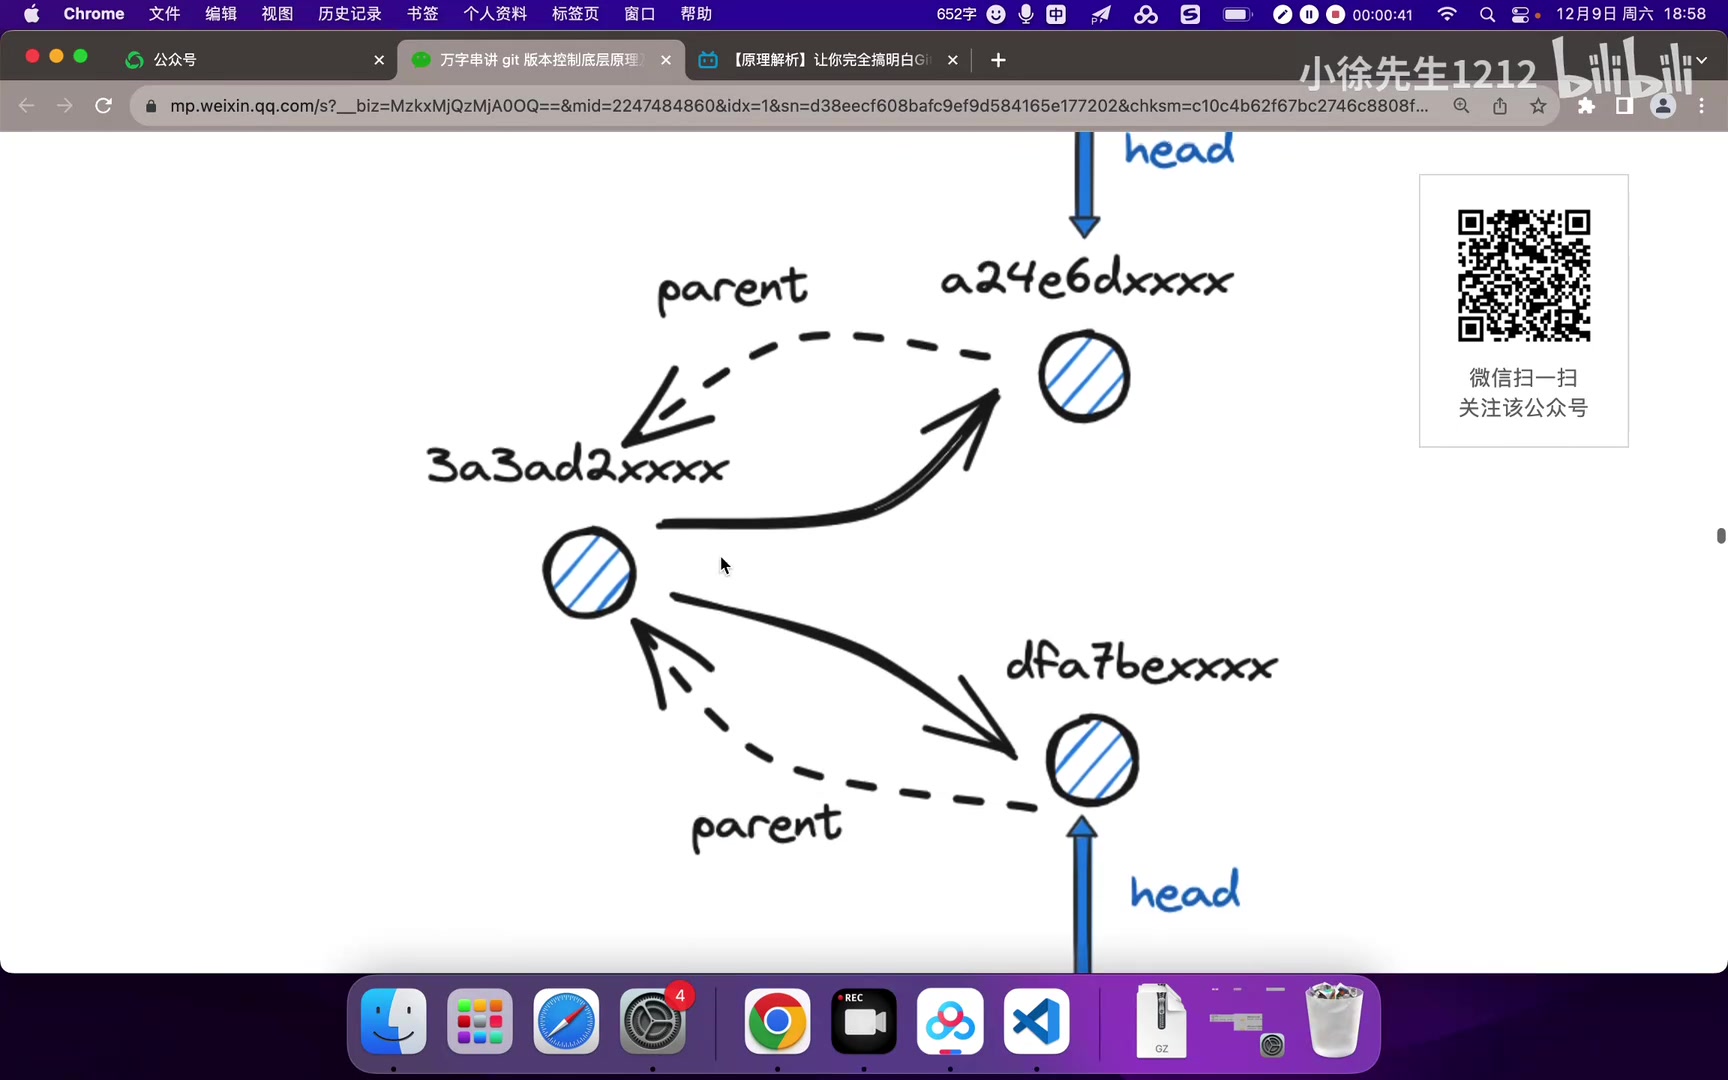 Chrome 文件 编辑 视图 历史记录 书签 个人资料 标签页 窗口 帮助 652字 中 00:00:41 12月9日 周六 18:58
公众号 万字串讲 git 版本控制底层原理 【原理解析】让你完全搞明白Gi
小徐先生1212 bilibili
mp.weixin.qq.com/s?__biz=MzkxMjQzMjA0OQ==&mid=2247484860&idx=1&sn=d38eecf608bafc9ef9d584165e177202&chksm=c10c4b62f67bc2746c8808f...
head
parent
a24e6dxxxx
微信扫一扫
关注该公众号
3a3ad2xxxx
dfa7bexxxx
parent
head
4
REC
GZ